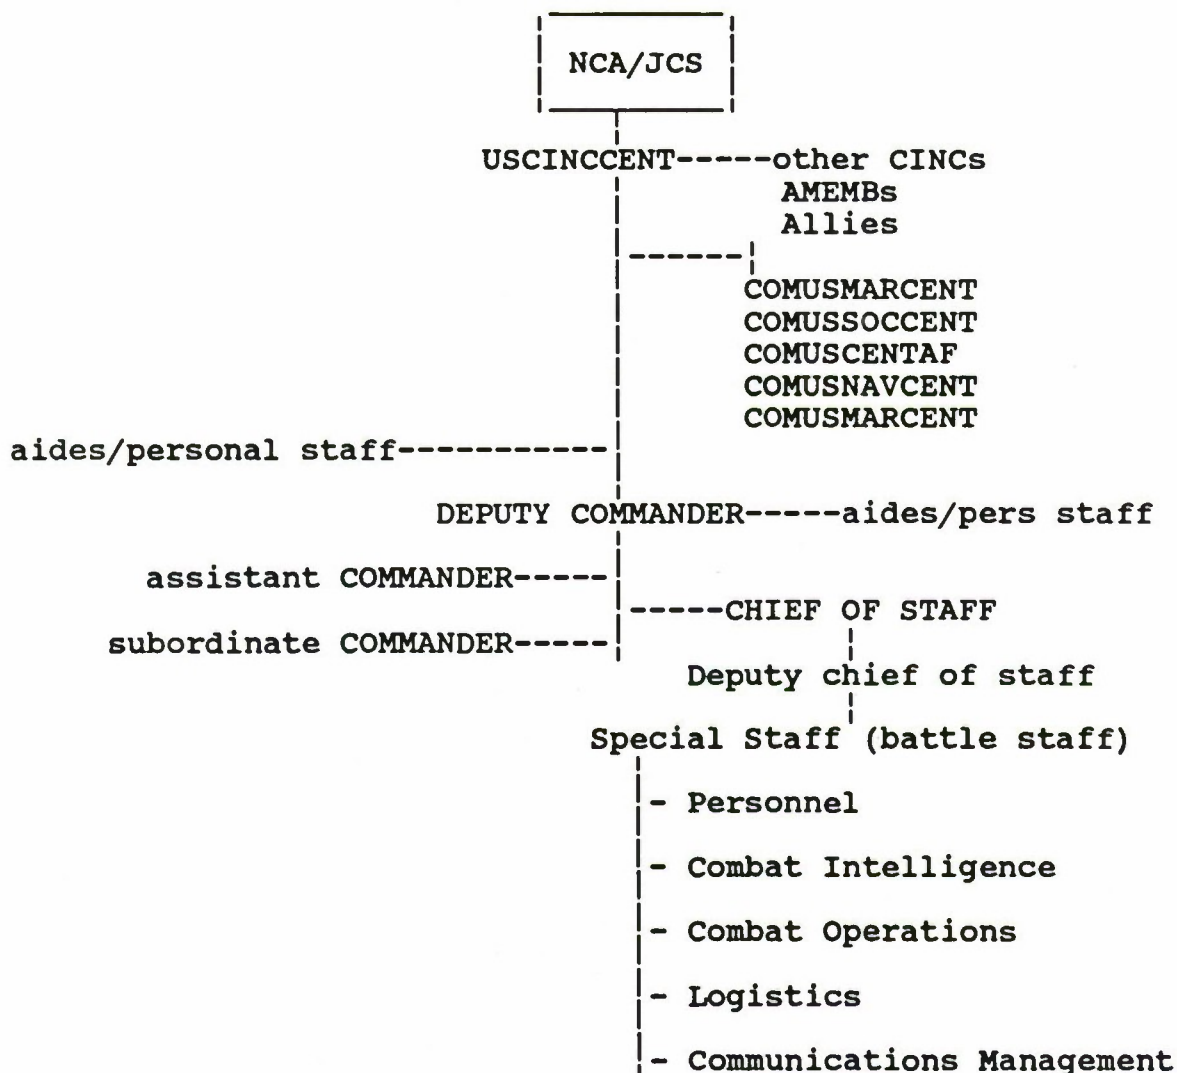 NCA/JCS
USCINCCENT-----other CINCs
AMEMBs
Allies
COMUSMARCENT
COMUSSOCCENT
COMUSCENTAF
COMUSNAVCENT
COMUSMARCENT
aides/personal staff-----------
DEPUTY COMMANDER-----aides/pers staff
assistant COMMANDER-----
-----CHIEF OF STAFF
subordinate COMMANDER-----
Deputy chief of staff
Special Staff (battle staff)
- Personnel
- Combat Intelligence
- Combat Operations
- Logistics
- Communications Management